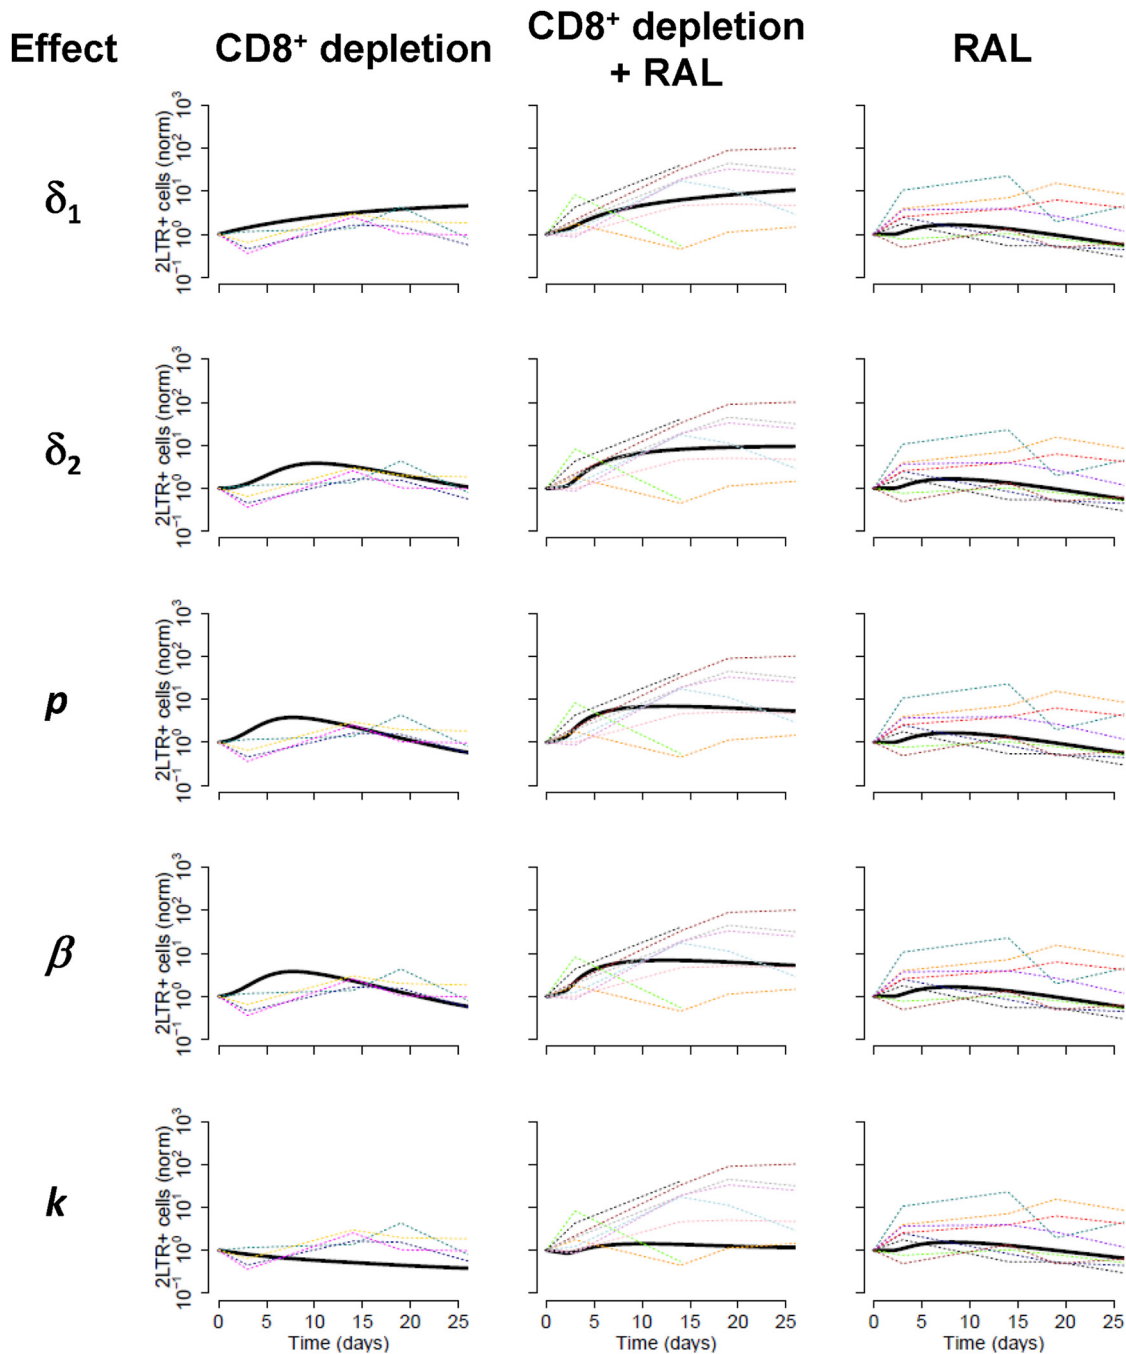 Effect CD8⁺ depletion CD8⁺ depletion + RAL RAL
δ₁
2LTR+ cells (norm)
10⁻¹ 10⁰ 10¹ 10² 10³
δ₂
2LTR+ cells (norm)
10⁻¹ 10⁰ 10¹ 10² 10³
p
2LTR+ cells (norm)
10⁻¹ 10⁰ 10¹ 10² 10³
β
2LTR+ cells (norm)
10⁻¹ 10⁰ 10¹ 10² 10³
k
2LTR+ cells (norm)
10⁻¹ 10⁰ 10¹ 10² 10³
0 5 10 15 20 25 0 5 10 15 20 25 0 5 10 15 20 25
Time (days) Time (days) Time (days)